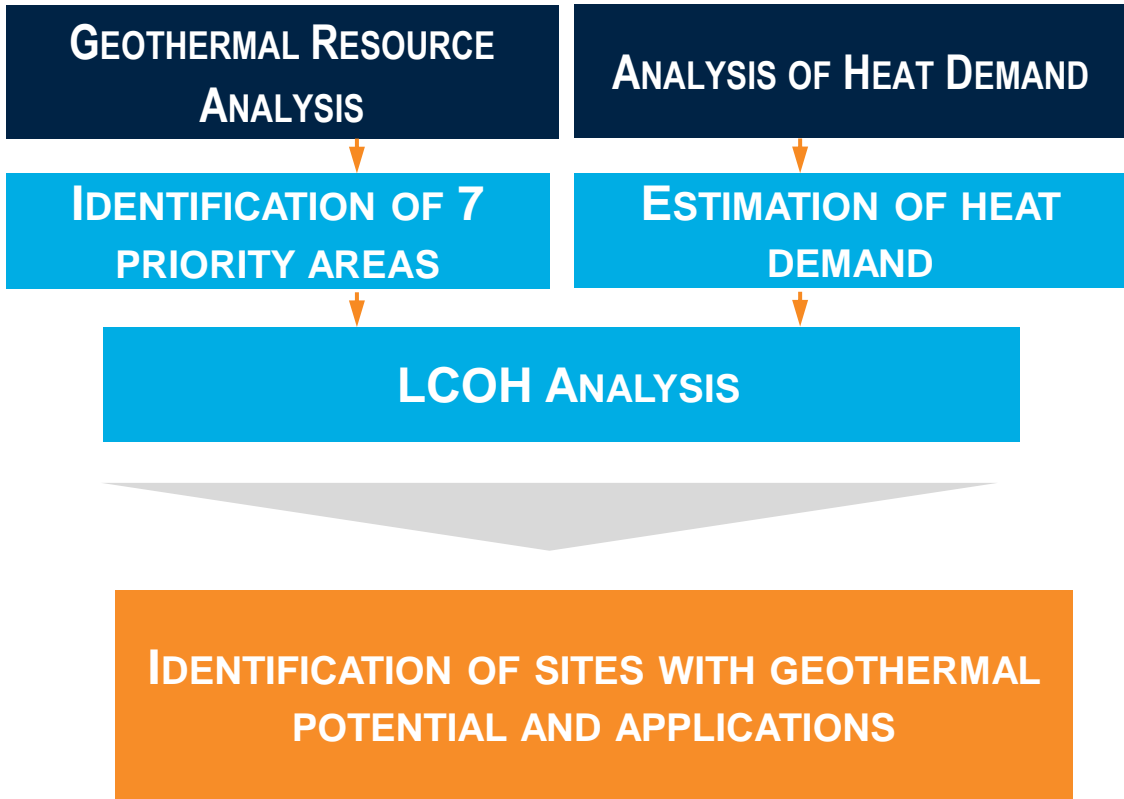 GEOTHERMAL RESOURCE
ANALYSIS
ANALYSIS OF HEAT DEMAND
IDENTIFICATION OF 7
PRIORITY AREAS
ESTIMATION OF HEAT
DEMAND
LCOH ANALYSIS
IDENTIFICATION OF SITES WITH GEOTHERMAL
POTENTIAL AND APPLICATIONS